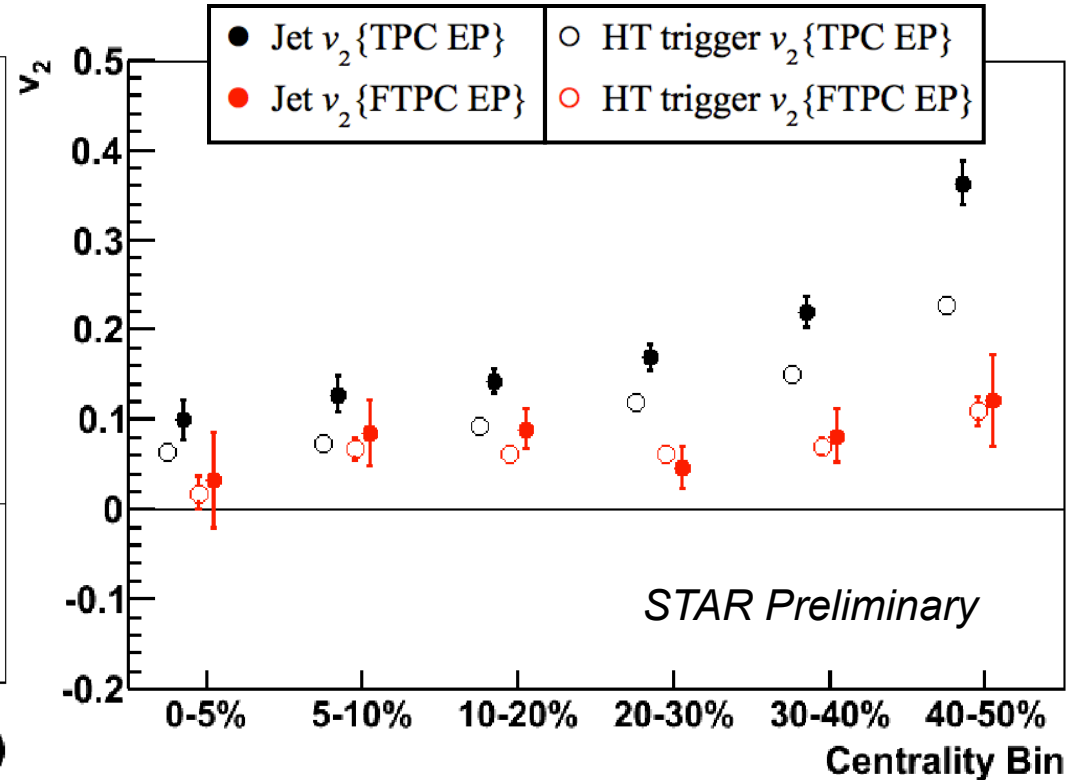 Jet v2{TPC EP} HT trigger v2{TPC EP}
Jet v2{FTPC EP} HT trigger v2{FTPC EP}
v2
0.5
0.4
0.3
0.2
0.1
0
-0.1
-0.2
STAR Preliminary
0-5% 5-10% 10-20% 20-30% 30-40% 40-50%
Centrality Bin
)